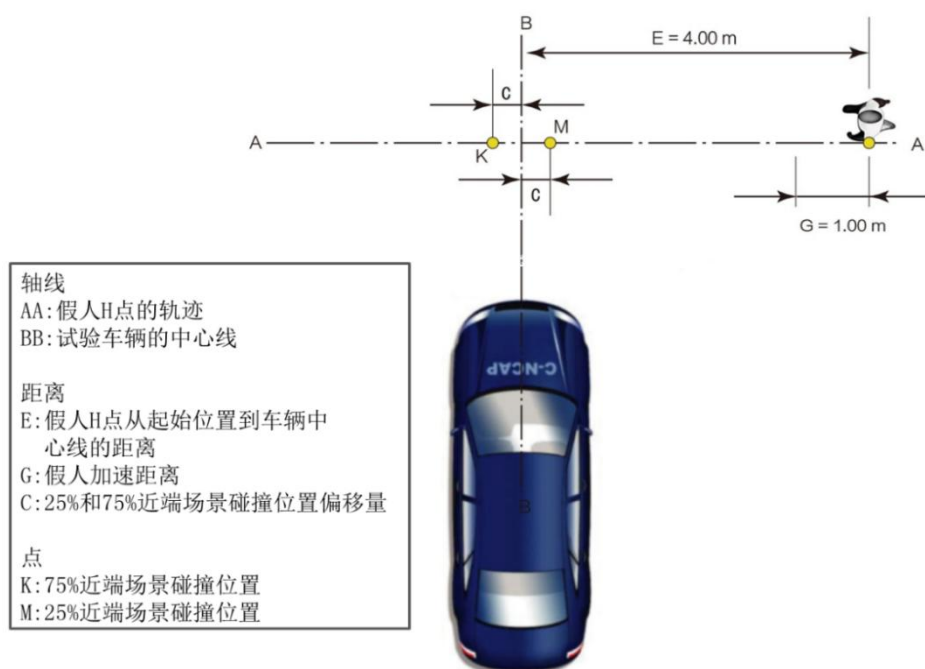 B
E = 4.00 m
C
M
A
K
A
C
G = 1.00 m
轴线
AA:假人H点的轨迹
BB:试验车辆的中心线
距离
E:假人H点从起始位置到车辆中
心线的距离
G:假人加速距离
C:25%和75%近端场景碰撞位置偏移量
点
K:75%近端场景碰撞位置
M:25%近端场景碰撞位置
C-NCAP
B